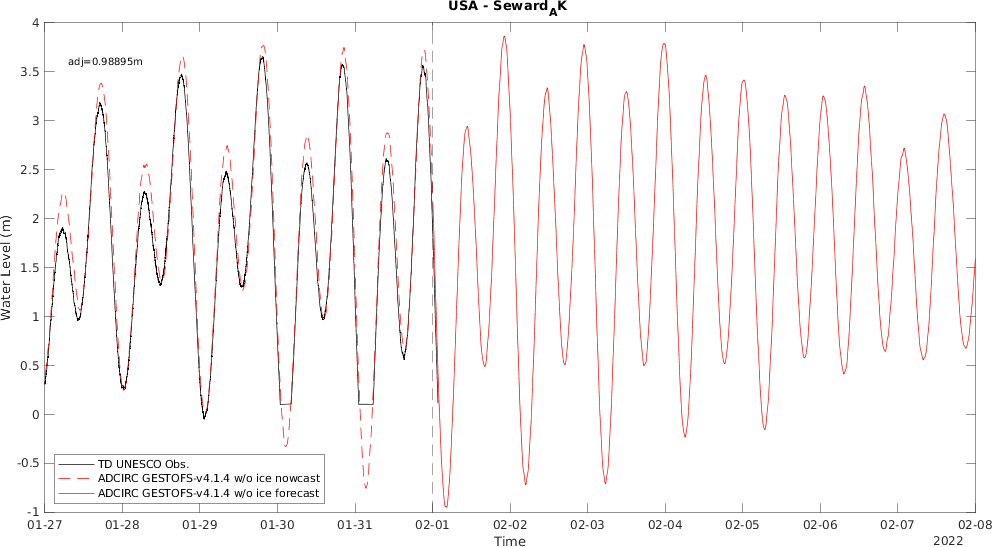 USA - Seward_AK
adj=0.98895m
Water Level (m)
4
3.5
3
2.5
2
1.5
1
0.5
0
-0.5
-1
TD UNESCO Obs.
ADCIRC GESTOFS-v4.1.4 w/o ice nowcast
ADCIRC GESTOFS-v4.1.4 w/o ice forecast
01-27 01-28 01-29 01-30 01-31 02-01 02-02 02-03 02-04 02-05 02-06 02-07 02-08
Time
2022